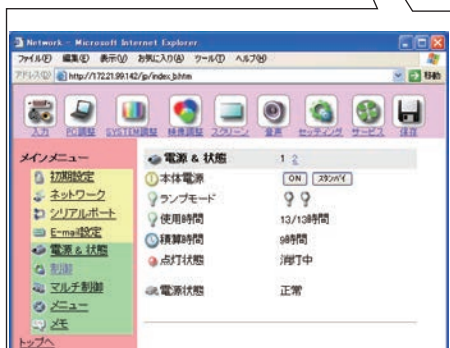 Network - Microsoft Internet Explorer
ファイル(F) 編集(E) 表示(V) お気に入り(A) ツール(T) ヘルプ(H)
アドレス(D) http://172.21.99.142/jp/index_b.htm 移動
入力 PC調整 SYSTEM調整 映像調整 スクリーン 音声 セッティング サービス 保存
メインメニュー
初期設定
ネットワーク
シリアルポート
E-mail設定
電源 & 状態
制御
マルチ制御
メニュー
メモ
トップへ
電源 & 状態 1 2
本体電源 ON スタンバイ
ランプモード
使用時間 13/13時間
積算時間 9時間
点灯状態 消灯中
電源状態 正常